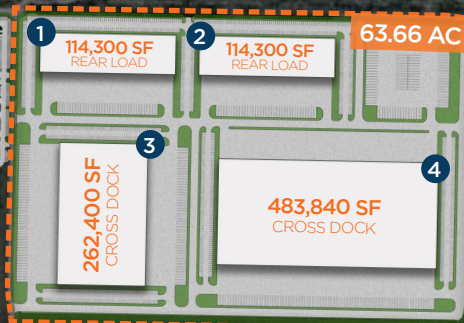 63.66 AC
1
114,300 SF
REAR LOAD
2
114,300 SF
REAR LOAD
3
262,400 SF
CROSS DOCK
4
483,840 SF
CROSS DOCK